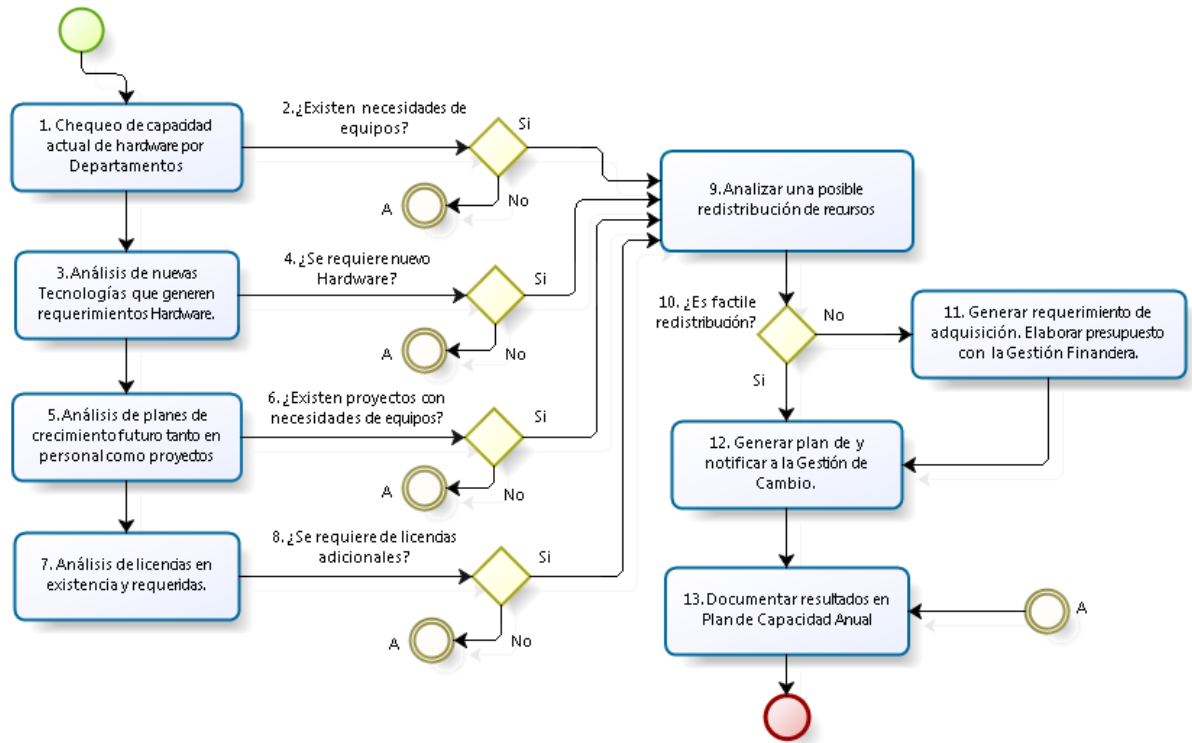 1. Chequeo de capacidad
actual de hardware por
Departamentos
2.¿Existen necesidades de
equipos?
Si
No
A
3.Análisis de nuevas
Tecnologías que generen
requerimientos Hardware.
4.¿Se requiere nuevo
Hardware?
Si
No
A
5.Análisis de planes de
crecimiento futuro tanto en
personal como proyectos
6.¿Existen proyectos con
necesidades de equipos?
Si
No
A
7. Análisis de licencias en
existencia y requeridas.
8.¿Se requiere de licencias
adicionales?
Si
No
A
9.Analizar una posible
redistribución de recursos
10. ¿Es factile
redistribución?
No
Si
11. Generar requerimiento de
adquisición. Elaborar presupuesto
con la Gestión Financiera.
12. Generar plan de y
notificar a la Gestión de
Cambio.
13. Documentar resultados en
Plan de Capacidad Anual
A